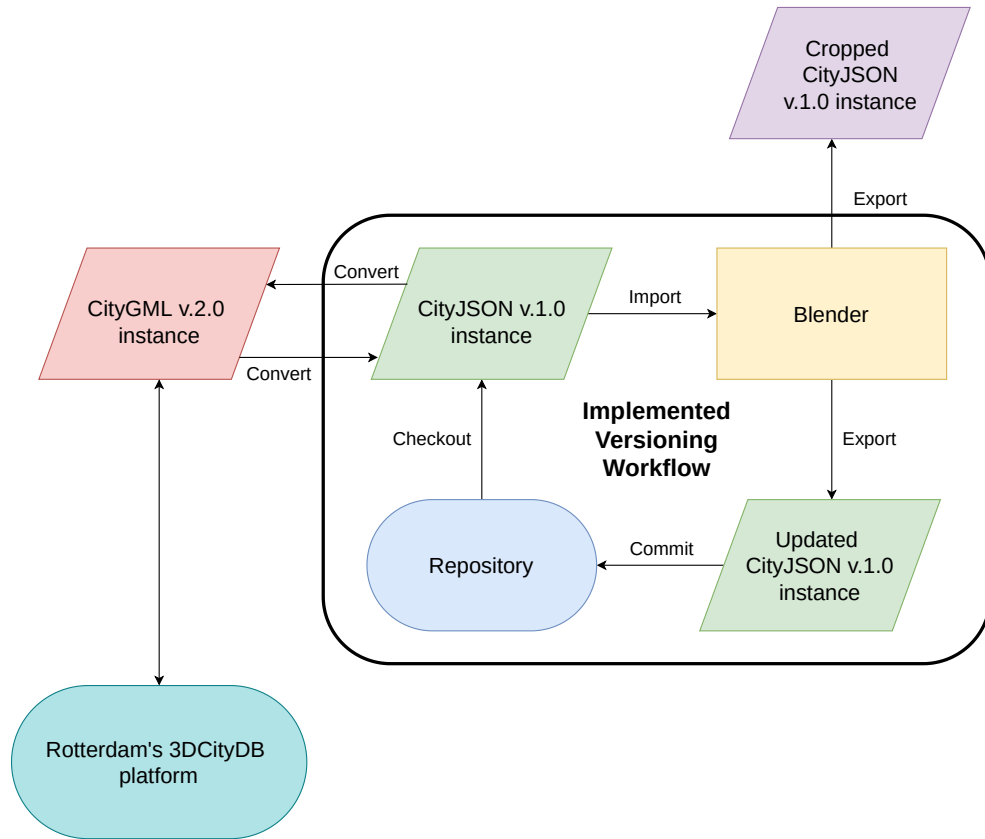 Cropped
CityJSON
v.1.0 instance
Export
Convert
CityGML v.2.0
instance
CityJSON v.1.0
instance
Import
Blender
Convert
Implemented
Versioning
Workflow
Checkout
Export
Repository
Commit
Updated
CityJSON v.1.0
instance
Rotterdam's 3DCityDB
platform